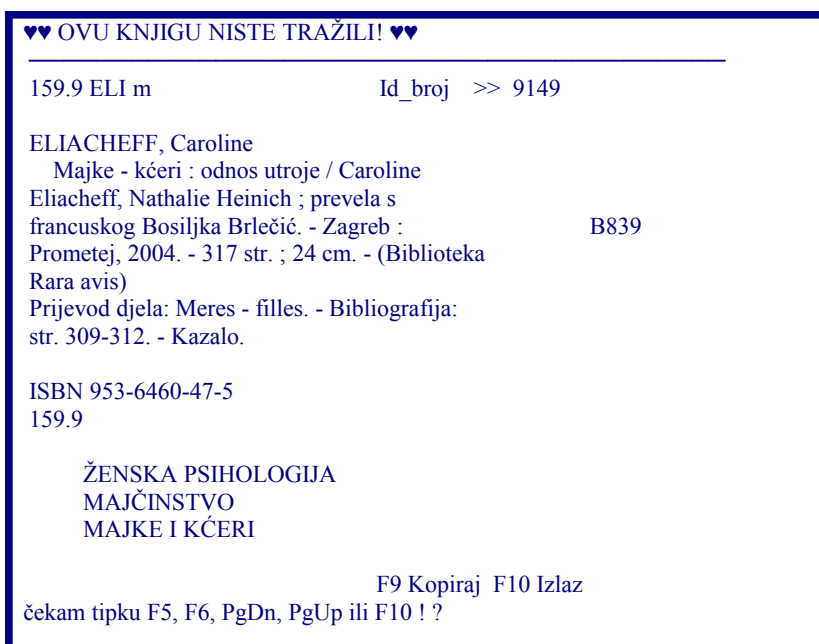 ♥♥ OVU KNJIGU NISTE TRAŽILI! ♥♥
159.9 ELI m Id_broj >> 9149
ELIACHEFF, Caroline
Majke - kćeri : odnos utroje / Caroline
Eliacheff, Nathalie Heinich ; prevela s
francuskog Bosiljka Brlečić. - Zagreb : B839
Prometej, 2004. - 317 str. ; 24 cm. - (Biblioteka
Rara avis)
Prijevod djela: Meres - filles. - Bibliografija:
str. 309-312. - Kazalo.
ISBN 953-6460-47-5
159.9
ŽENSKA PSIHOLOGIJA
MAJČINSTVO
MAJKE I KĆERI
F9 Kopiraj F10 Izlaz
čekam tipku F5, F6, PgDn, PgUp ili F10 ! ?